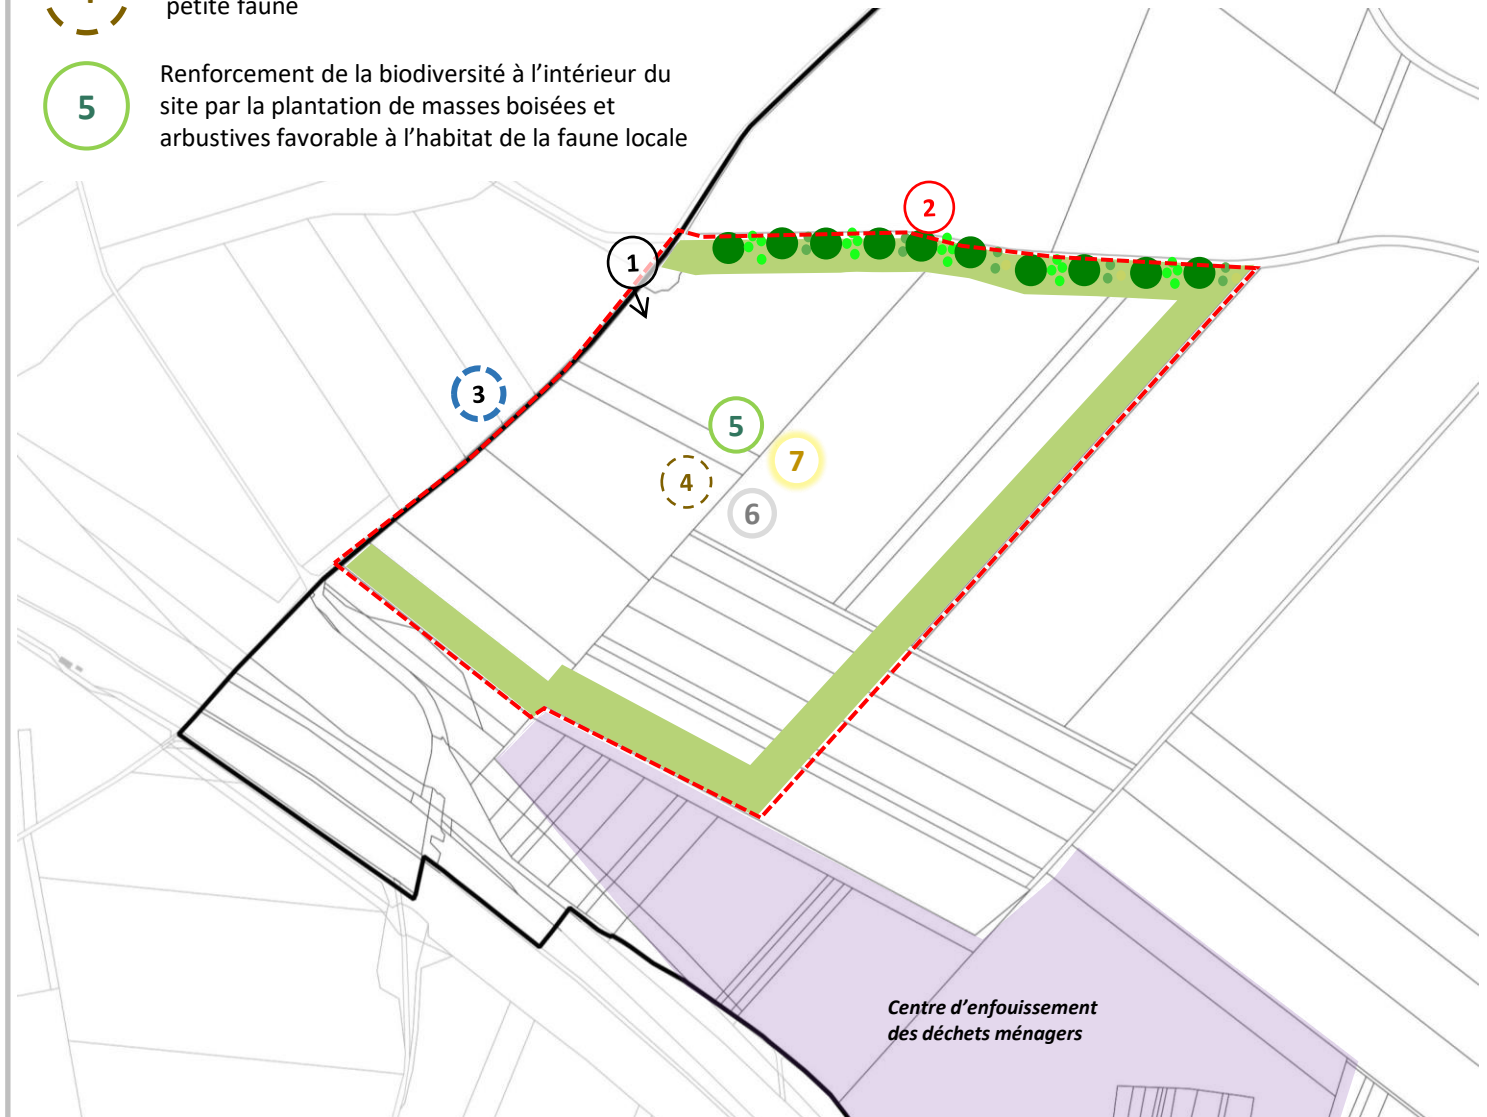 petite faune
5
Renforcement de la biodiversité à l’intérieur du
site par la plantation de masses boisées et
arbustives favorable à l’habitat de la faune locale
2
1
3
5
7
4
6
Centre d’enfouissement
des déchets ménagers